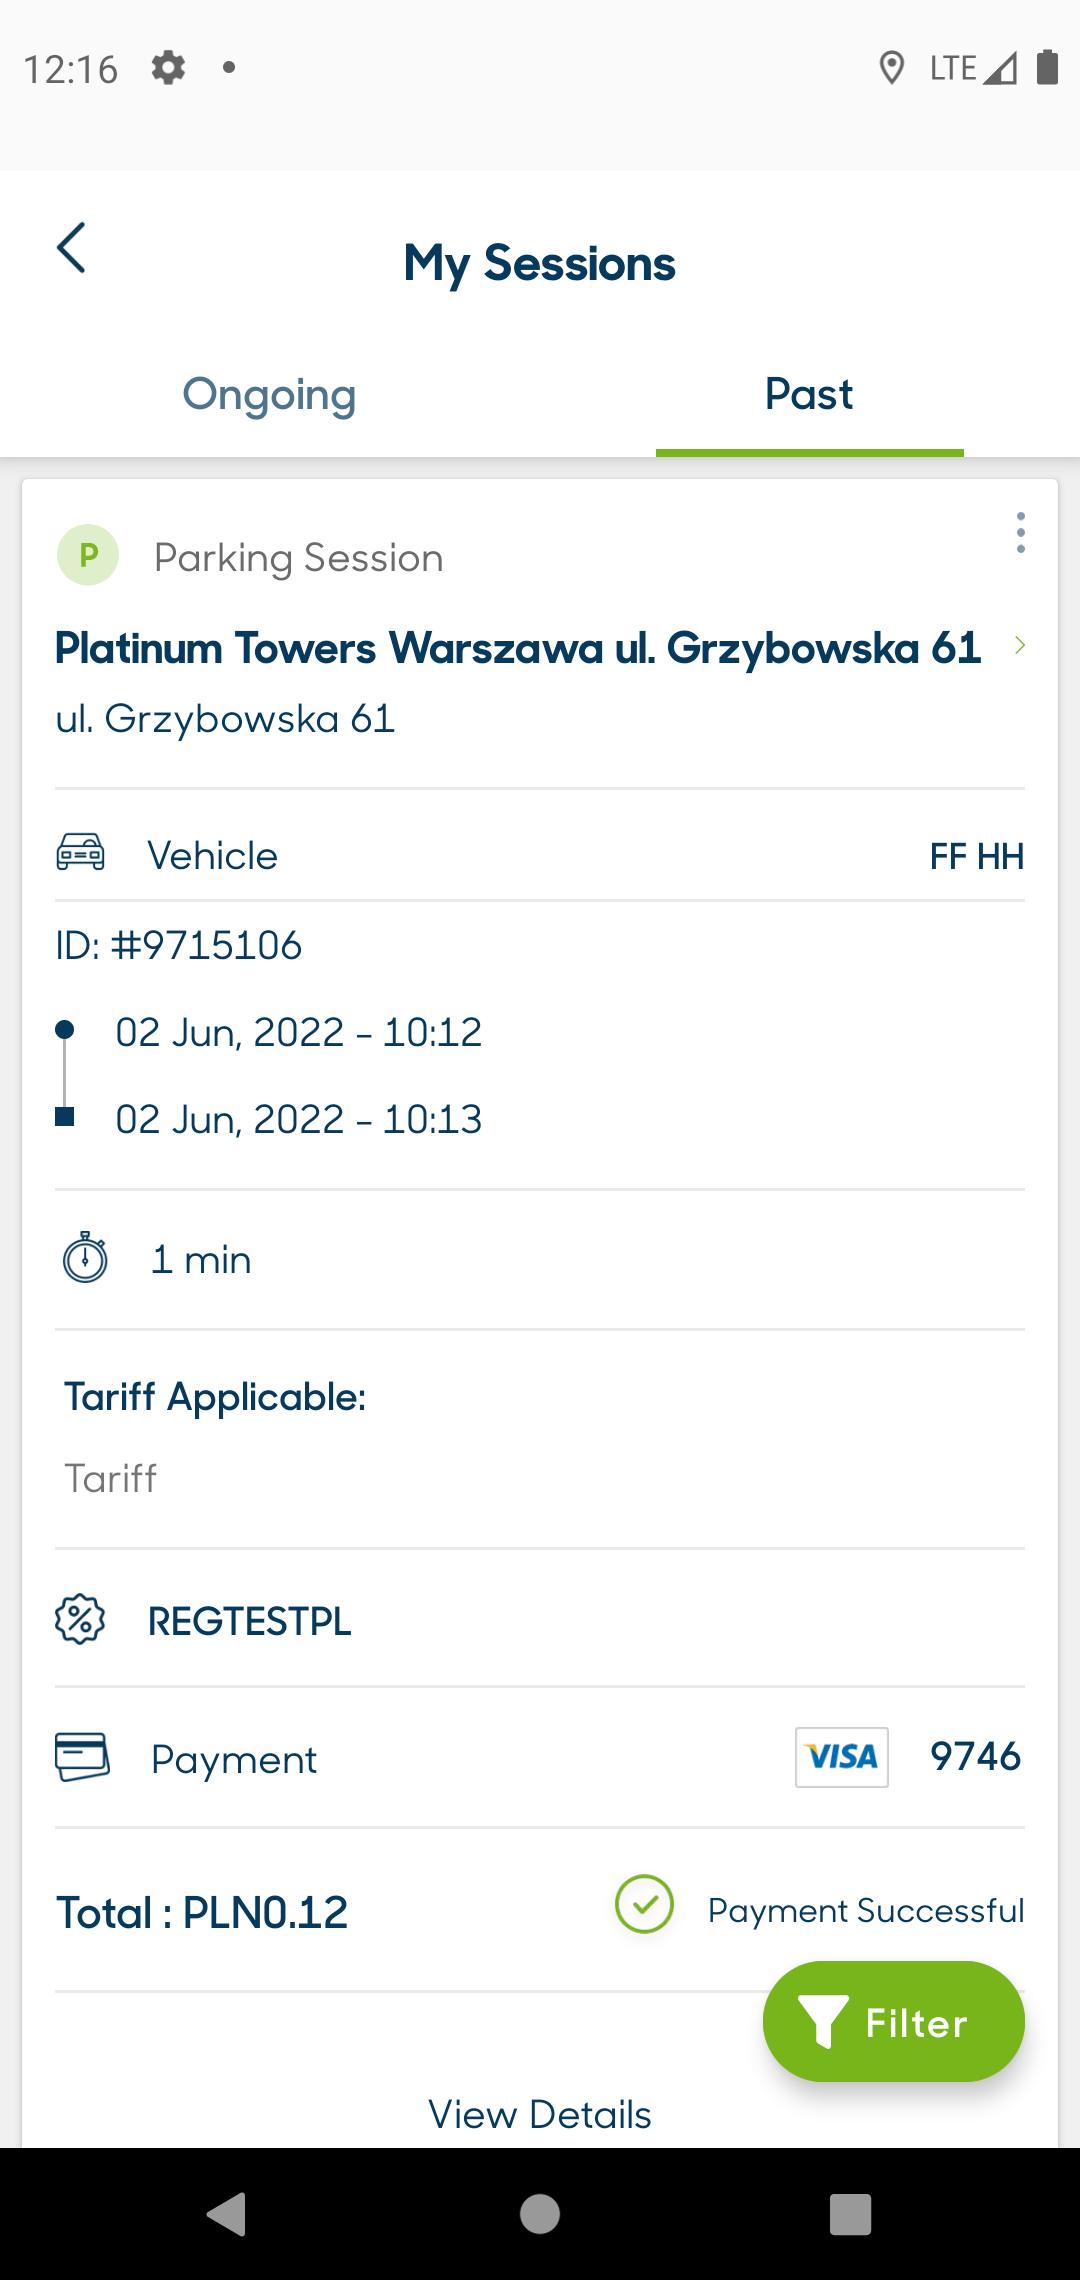 12:16
LTE
My Sessions
Ongoing
Past
P Parking Session
Platinum Towers Warszawa ul. Grzybowska 61
ul. Grzybowska 61
Vehicle
FF HH
ID: #9715106
02 Jun, 2022 - 10:12
02 Jun, 2022 - 10:13
1 min
Tariff Applicable:
Tariff
REGTESTPL
Payment
VISA
9746
Total : PLN0.12
Payment Successful
Filter
View Details